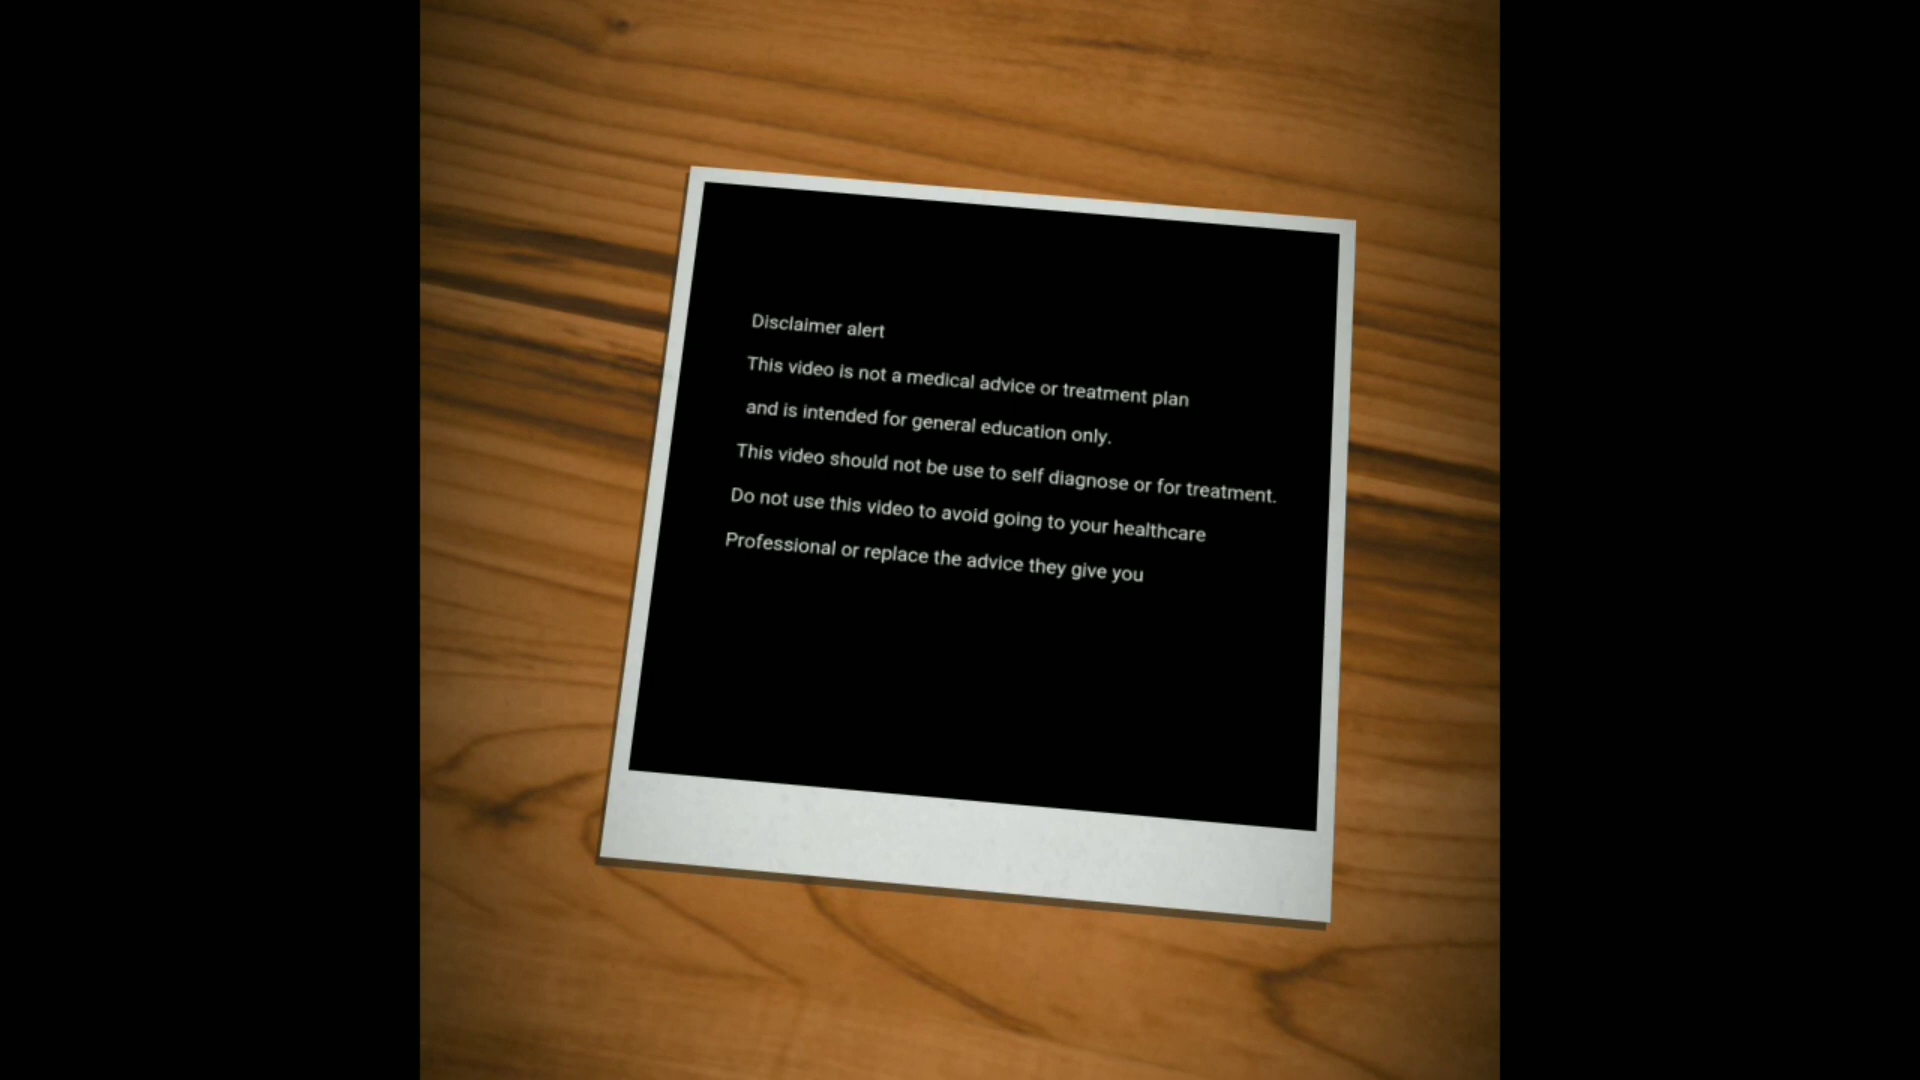 Disclaimer alert
This video is not a medical advice or treatment plan
and is intended for general education only.
This video should not be use to self diagnose or for treatment.
Do not use this video to avoid going to your healthcare
Professional or replace the advice they give you